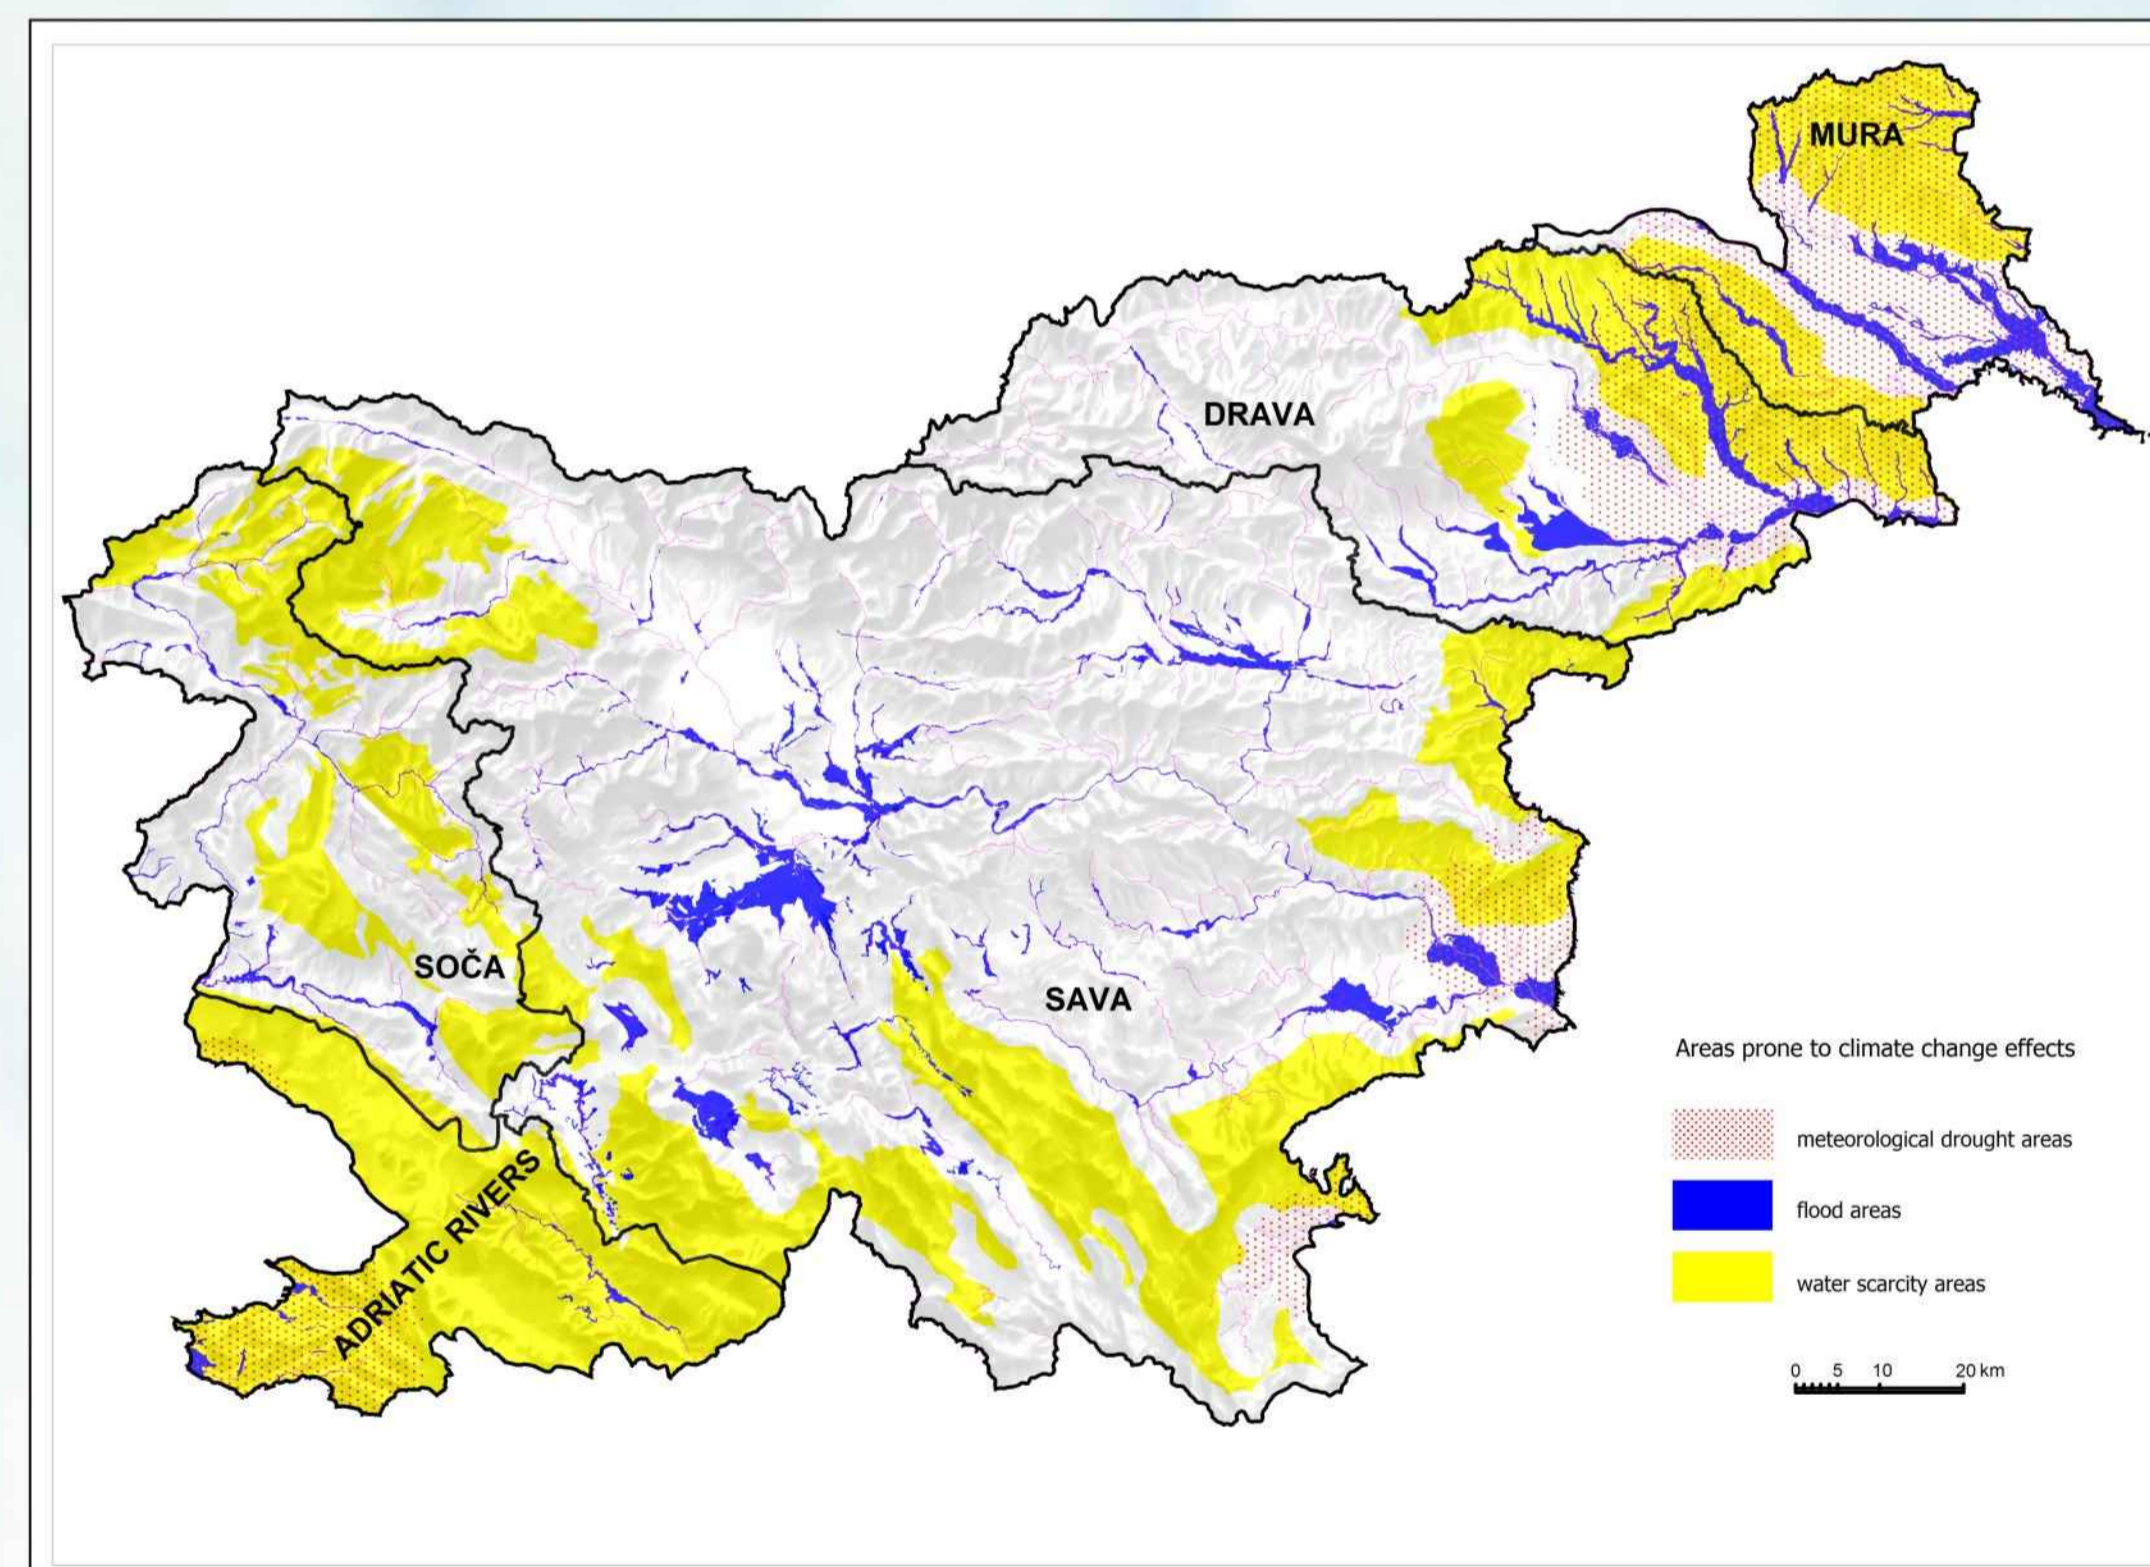 MURA
DRAVA
SOČA
SAVA
ADRIATIC RIVERS
Areas prone to climate change effects
meteorological drought areas
flood areas
water scarcity areas
0 5 10 20 km